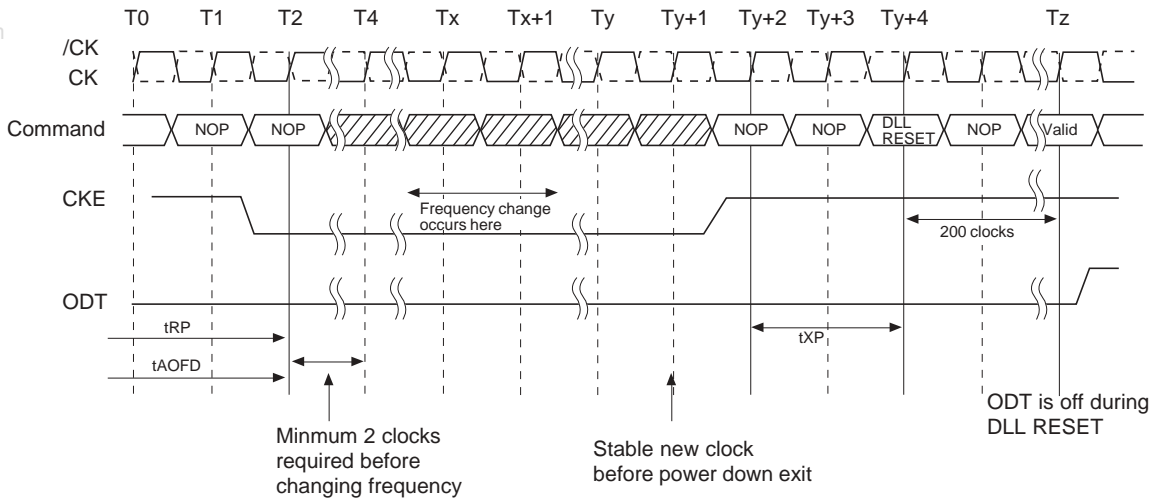 T0 T1 T2 T4 Tx Tx+1 Ty Ty+1 Ty+2 Ty+3 Ty+4 Tz
/CK
CK
Command
NOP NOP NOP NOP DLL RESET NOP Valid
CKE
Frequency change
occurs here
200 clocks
ODT
tRP
tXP
tAOFD
ODT is off during
DLL RESET
Minmum 2 clocks
required before
changing frequency
Stable new clock
before power down exit